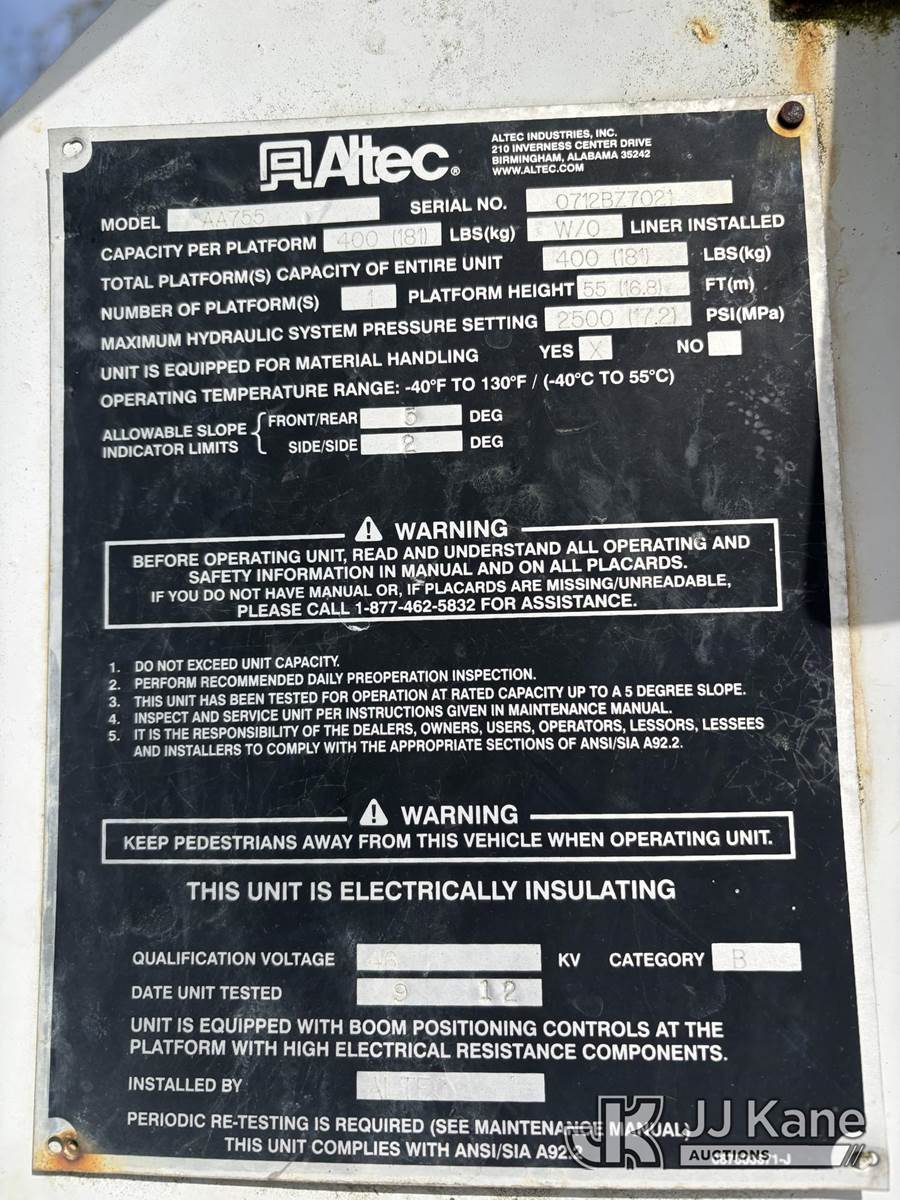 Altec®
ALTEC INDUSTRIES, INC.
210 INVERNESS CENTER DRIVE
BIRMINGHAM, ALABAMA 35242
WWW.ALTEC.COM
MODEL AA755 SERIAL NO. 0712BZ7021
CAPACITY PER PLATFORM 400 (181) LBS(kg) W/O LINER INSTALLED
TOTAL PLATFORM(S) CAPACITY OF ENTIRE UNIT 400 (181) LBS(kg)
NUMBER OF PLATFORM(S) 1 PLATFORM HEIGHT 55 (16.8) FT(m)
MAXIMUM HYDRAULIC SYSTEM PRESSURE SETTING 2500 (17.2) PSI(MPa)
UNIT IS EQUIPPED FOR MATERIAL HANDLING YES X NO
OPERATING TEMPERATURE RANGE: -40°F TO 130°F / (-40°C TO 55°C)
ALLOWABLE SLOPE INDICATOR LIMITS
FRONT/REAR 5 DEG
SIDE/SIDE 2 DEG
WARNING
BEFORE OPERATING UNIT, READ AND UNDERSTAND ALL OPERATING AND
SAFETY INFORMATION IN MANUAL AND ON ALL PLACARDS.
IF YOU DO NOT HAVE MANUAL OR, IF PLACARDS ARE MISSING/UNREADABLE,
PLEASE CALL 1-877-462-5832 FOR ASSISTANCE.
1. DO NOT EXCEED UNIT CAPACITY.
2. PERFORM RECOMMENDED DAILY PREOPERATION INSPECTION.
3. THIS UNIT HAS BEEN TESTED FOR OPERATION AT RATED CAPACITY UP TO A 5 DEGREE SLOPE.
4. INSPECT AND SERVICE UNIT PER INSTRUCTIONS GIVEN IN MAINTENANCE MANUAL.
5. IT IS THE RESPONSIBILITY OF THE DEALERS, OWNERS, USERS, OPERATORS, LESSORS, LESSEES
AND INSTALLERS TO COMPLY WITH THE APPROPRIATE SECTIONS OF ANSI/SIA A92.2.
WARNING
KEEP PEDESTRIANS AWAY FROM THIS VEHICLE WHEN OPERATING UNIT.
THIS UNIT IS ELECTRICALLY INSULATING
QUALIFICATION VOLTAGE 46 KV CATEGORY B
DATE UNIT TESTED 9 12
UNIT IS EQUIPPED WITH BOOM POSITIONING CONTROLS AT THE
PLATFORM WITH HIGH ELECTRICAL RESISTANCE COMPONENTS.
INSTALLED BY
PERIODIC RE-TESTING IS REQUIRED (SEE MAINTENANCE MANUAL)
THIS UNIT COMPLIES WITH ANSI/SIA A92.2
JK JJ Kane
AUCTIONS